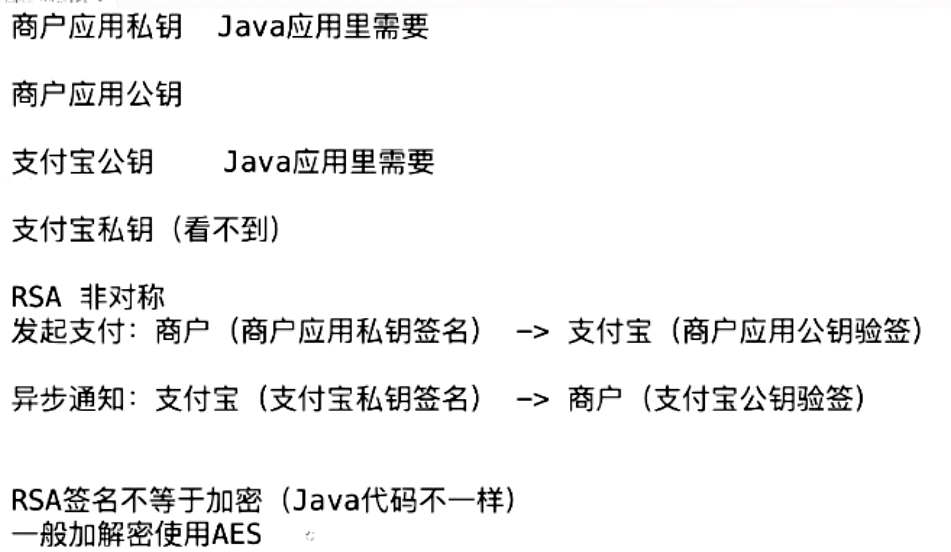 商户应用私钥  Java应用里需要
商户应用公钥
支付宝公钥    Java应用里需要
支付宝私钥（看不到）
RSA 非对称
发起支付：商户（商户应用私钥签名） -> 支付宝（商户应用公钥验签）
异步通知：支付宝（支付宝私钥签名） -> 商户（支付宝公钥验签）
RSA签名不等于加密（Java代码不一样）
一般加解密使用AES